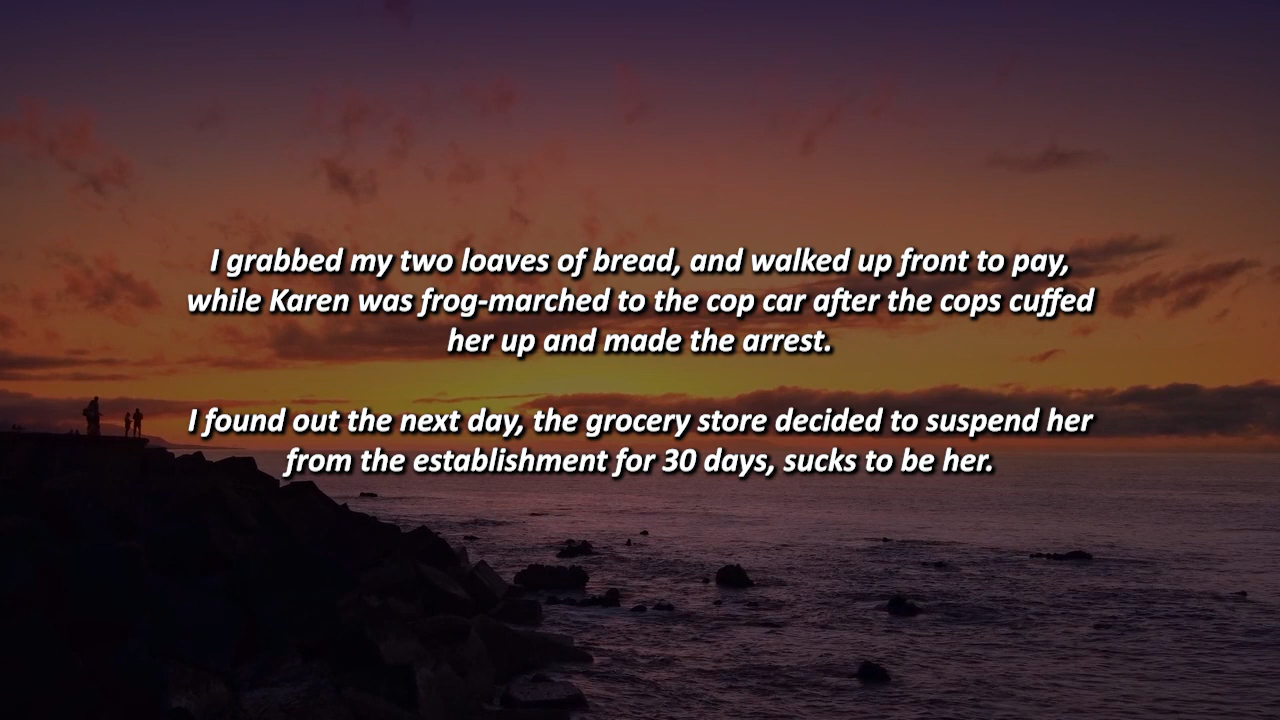 I grabbed my two loaves of bread, and walked up front to pay,
while Karen was frog-marched to the cop car after the cops cuffed
her up and made the arrest.
I found out the next day, the grocery store decided to suspend her
from the establishment for 30 days, sucks to be her.